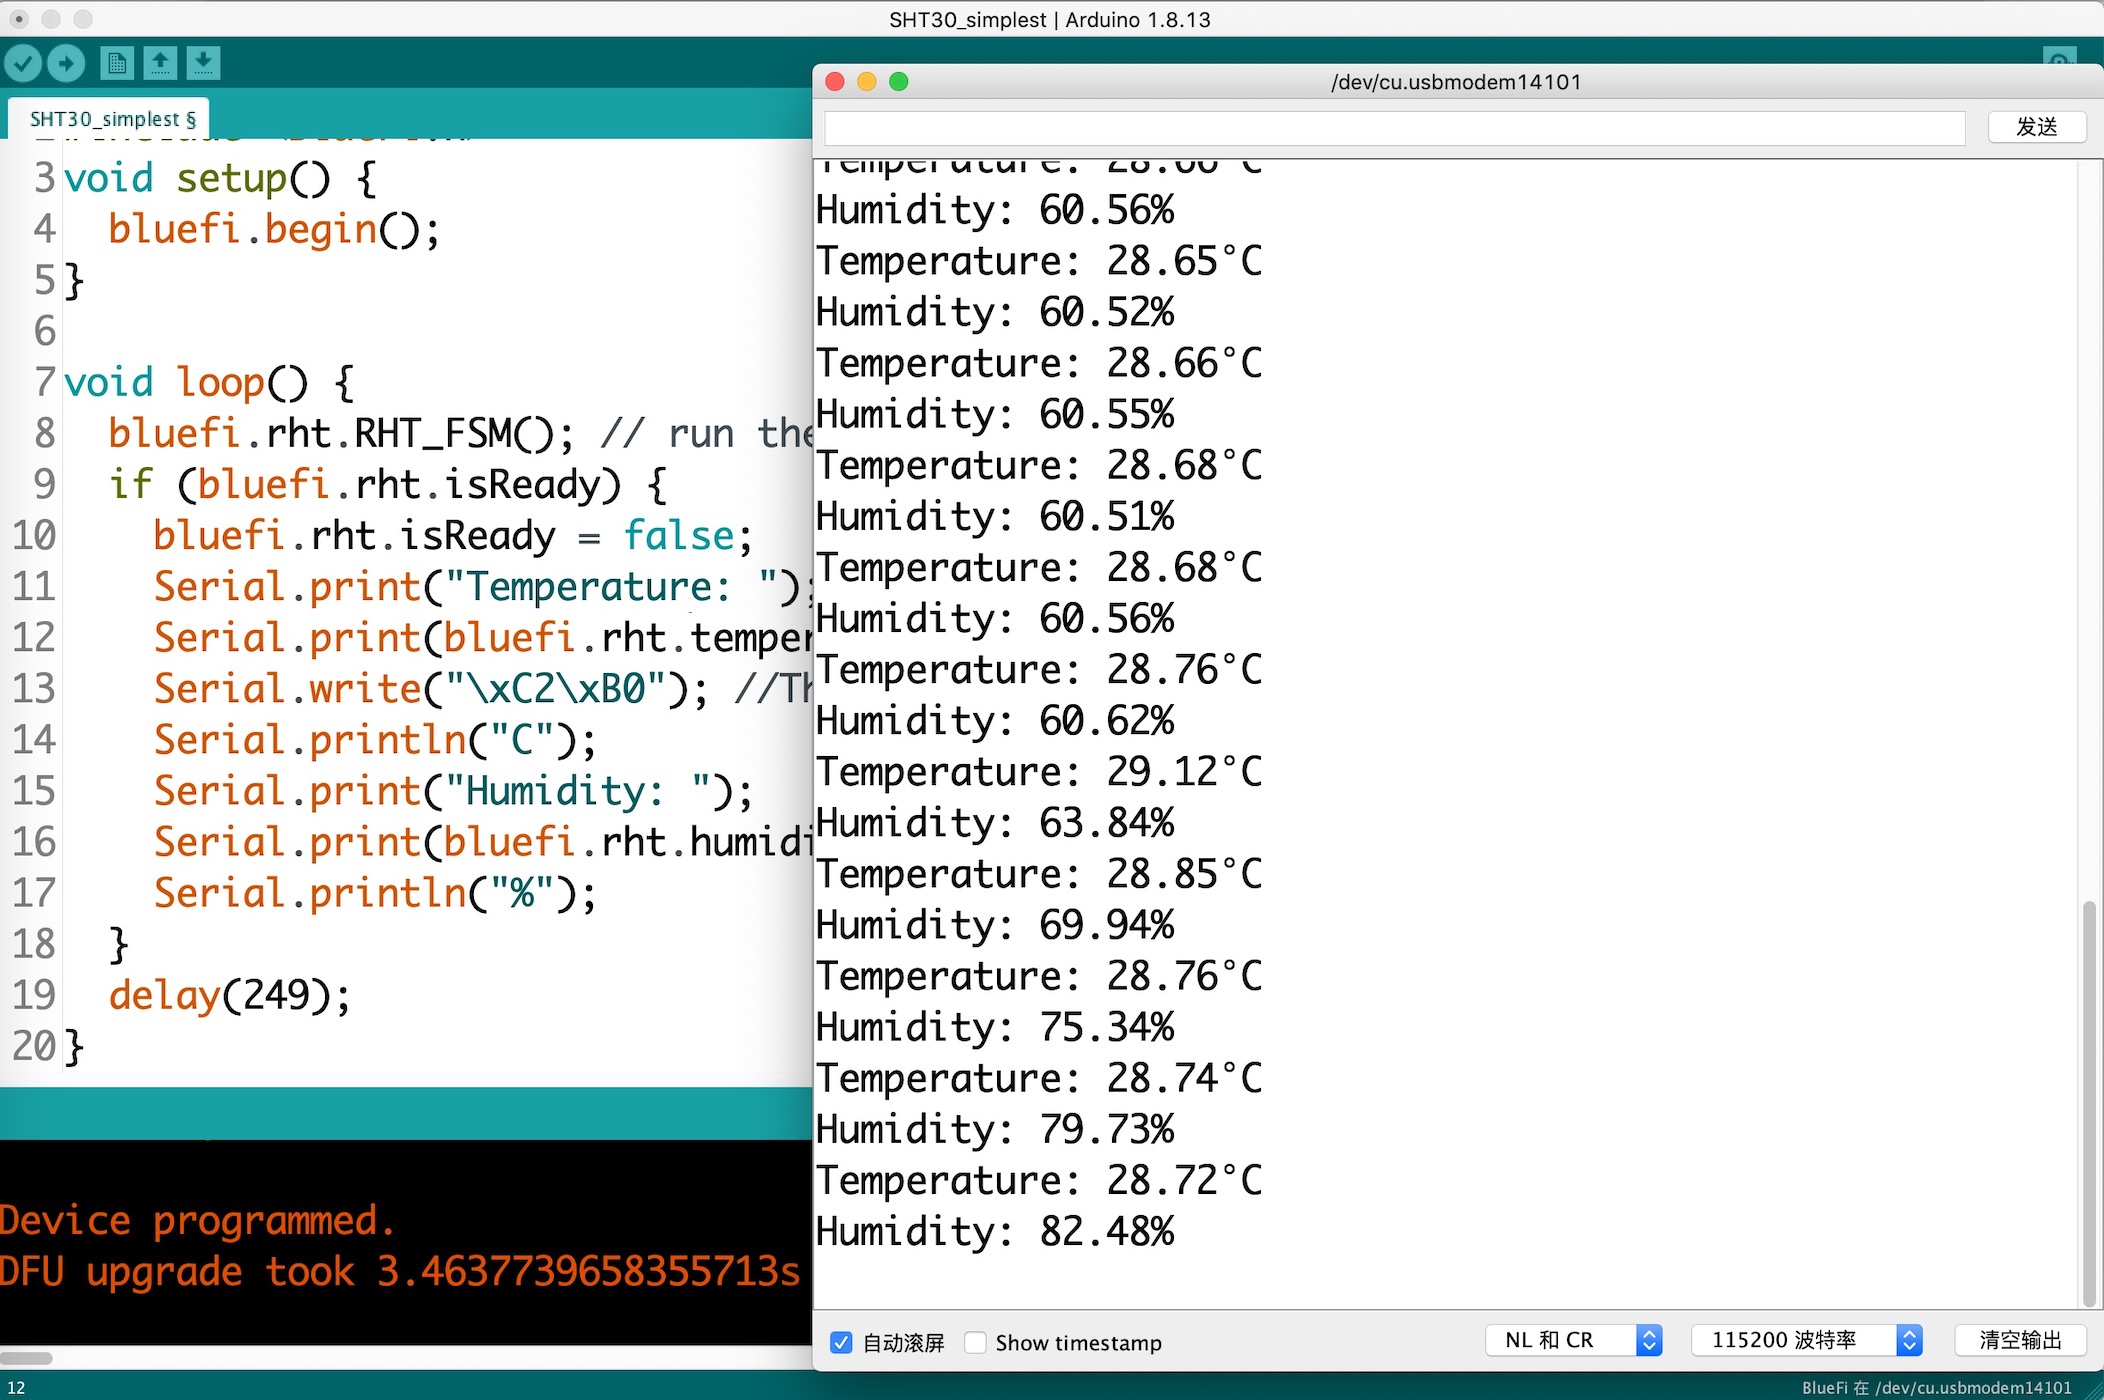 SHT30_simplest | Arduino 1.8.13
SHT30_simplest §
3 void setup() {
4 bluefi.begin();
5 }
6
7 void loop() {
8 bluefi.rht.RHT_FSM(); // run the
9 if (bluefi.rht.isReady) {
10 bluefi.rht.isReady = false;
11 Serial.print("Temperature: ");
12 Serial.print(bluefi.rht.temper
13 Serial.write("\xC2\xB0"); //Th
14 Serial.println("C");
15 Serial.print("Humidity: ");
16 Serial.print(bluefi.rht.humidi
17 Serial.println("%");
18 }
19 delay(249);
20 }
Device programmed.
DFU upgrade took 3.4637739658355713s
12
/dev/cu.usbmodem14101
发送
Temperature: 28.66°C
Humidity: 60.56%
Temperature: 28.65°C
Humidity: 60.52%
Temperature: 28.66°C
Humidity: 60.55%
Temperature: 28.68°C
Humidity: 60.51%
Temperature: 28.68°C
Humidity: 60.56%
Temperature: 28.76°C
Humidity: 60.62%
Temperature: 29.12°C
Humidity: 63.84%
Temperature: 28.85°C
Humidity: 69.94%
Temperature: 28.76°C
Humidity: 75.34%
Temperature: 28.74°C
Humidity: 79.73%
Temperature: 28.72°C
Humidity: 82.48%
自动滚屏 Show timestamp NL 和 CR 115200 波特率 清空输出
BlueFi 在 /dev/cu.usbmodem14101